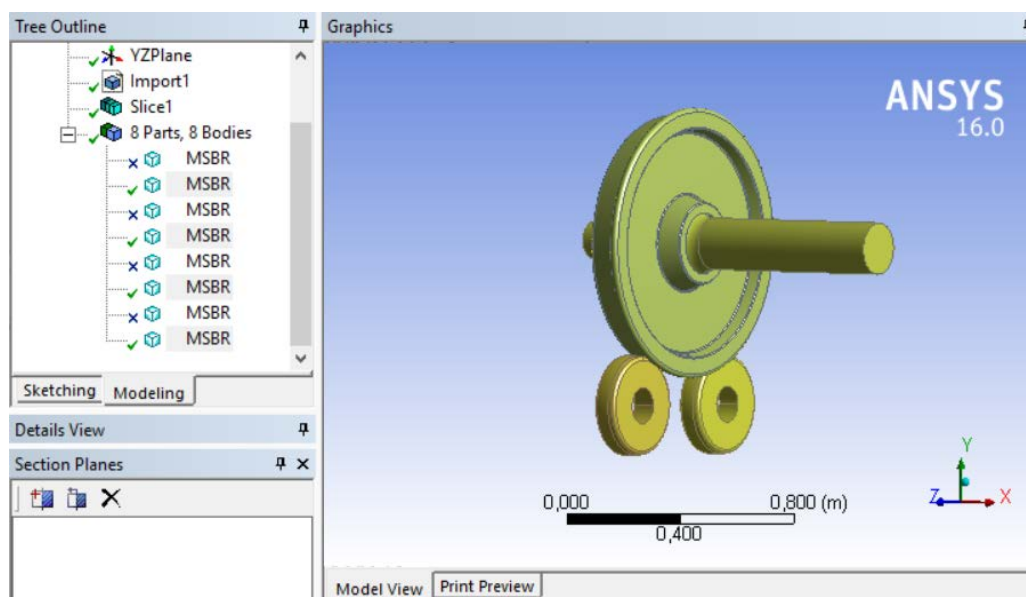 Tree Outline
YZPlane
Import1
Slice1
8 Parts, 8 Bodies
MSBR
MSBR
MSBR
MSBR
MSBR
MSBR
MSBR
MSBR
Sketching Modeling
Details View
Section Planes
Graphics
ANSYS
16.0
Y
Z X
0,000 0,800 (m)
0,400
Model View Print Preview